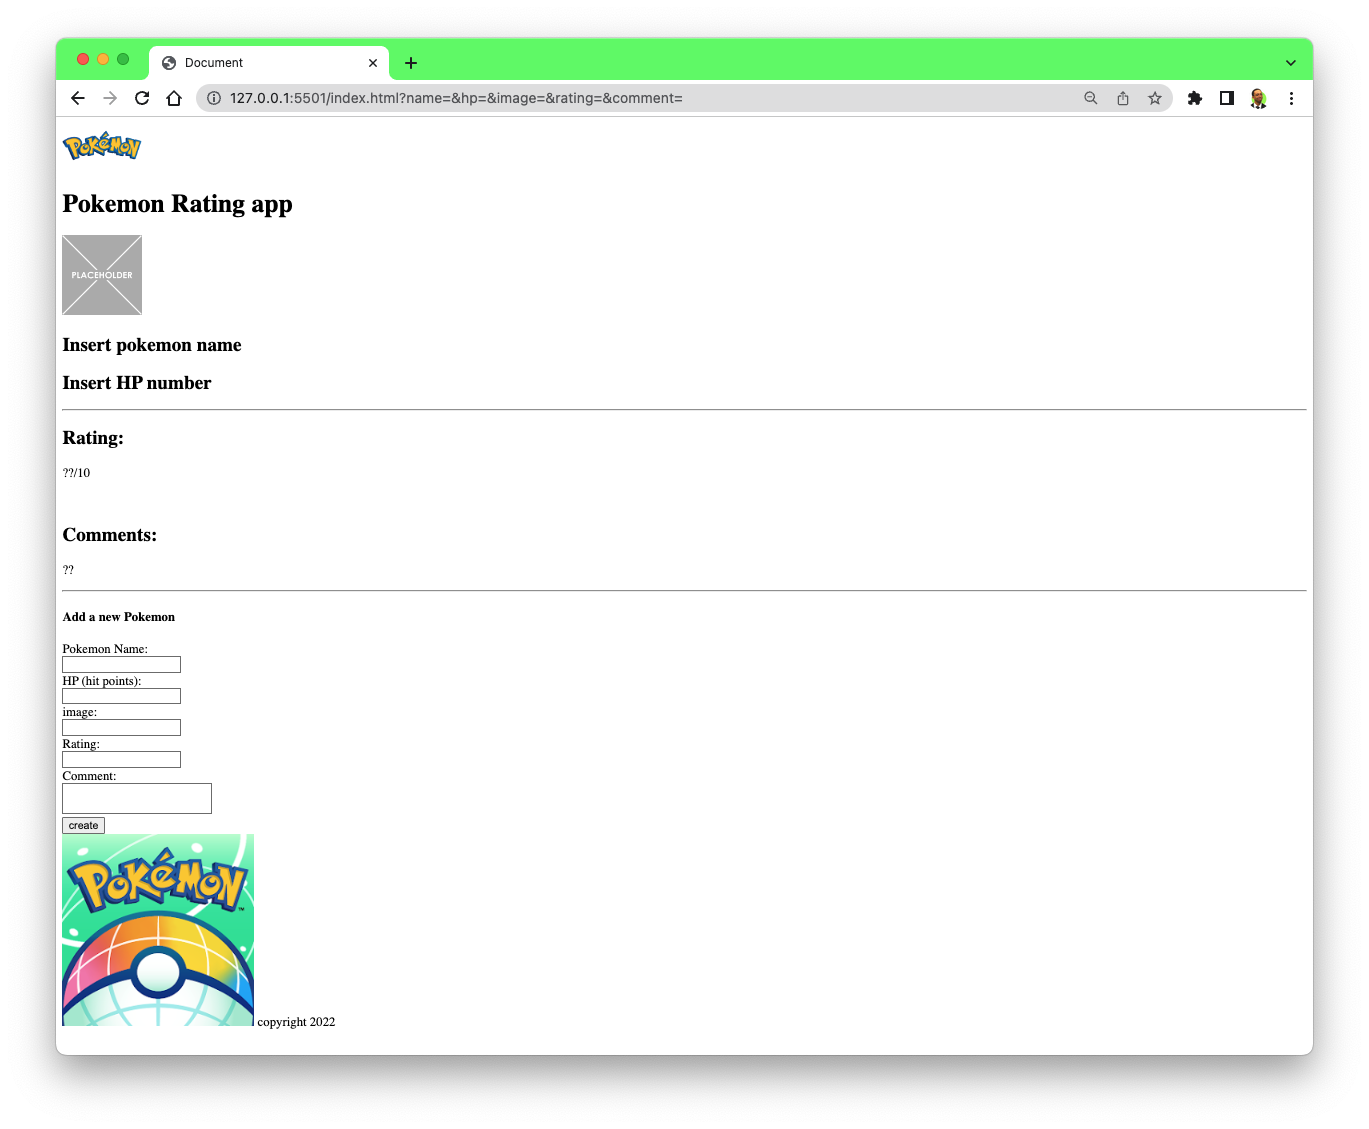 Document
127.0.0.1:5501/index.html?name=&hp=&image=&rating=&comment=
POKéMON
Pokemon Rating app
PLACEHOLDER
Insert pokemon name
Insert HP number
Rating:
??/10
Comments:
??
Add a new Pokemon
Pokemon Name:
HP (hit points):
image:
Rating:
Comment:
create
POKéMON™
copyright 2022